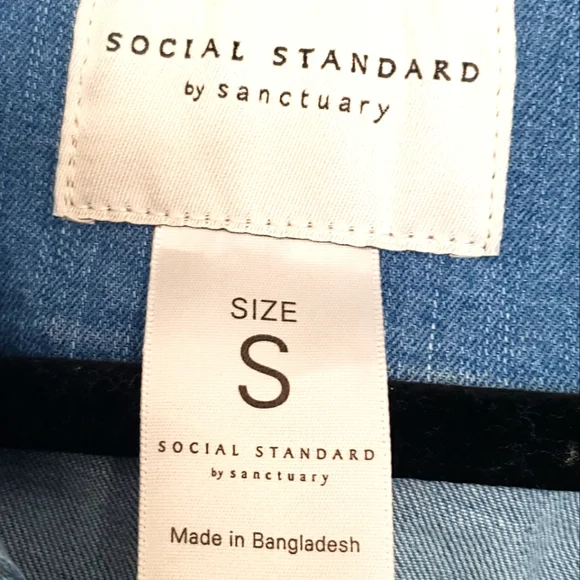 SOCIAL STANDARD
by sanctuary
SIZE
S
SOCIAL STANDARD
by sanctuary
Made in Bangladesh